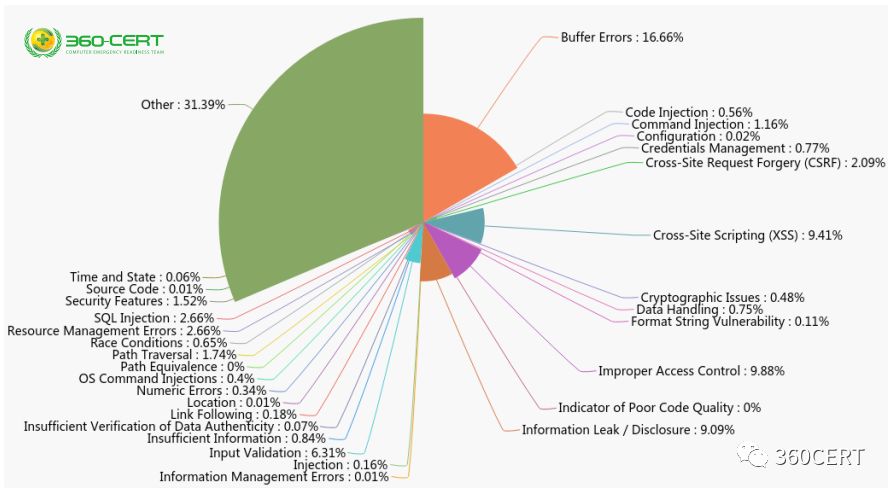 360-CERT
COMPUTER EMERGENCY READINESS TEAM
Buffer Errors : 16.66%
Other : 31.39%
Code Injection : 0.56%
Command Injection : 1.16%
Configuration : 0.02%
Credentials Management : 0.77%
Cross-Site Request Forgery (CSRF) : 2.09%
Cross-Site Scripting (XSS) : 9.41%
Cryptographic Issues : 0.48%
Data Handling : 0.75%
Format String Vulnerability : 0.11%
Improper Access Control : 9.88%
Indicator of Poor Code Quality : 0%
Information Leak / Disclosure : 9.09%
Time and State : 0.06%
Source Code : 0.01%
Security Features : 1.52%
SQL Injection : 2.66%
Resource Management Errors : 2.66%
Race Conditions : 0.65%
Path Traversal : 1.74%
Path Equivalence : 0%
OS Command Injections : 0.4%
Numeric Errors : 0.34%
Location : 0.01%
Link Following : 0.18%
Insufficient Verification of Data Authenticity : 0.07%
Insufficient Information : 0.84%
Input Validation : 6.31%
Injection : 0.16%
Information Management Errors : 0.01%
360CERT